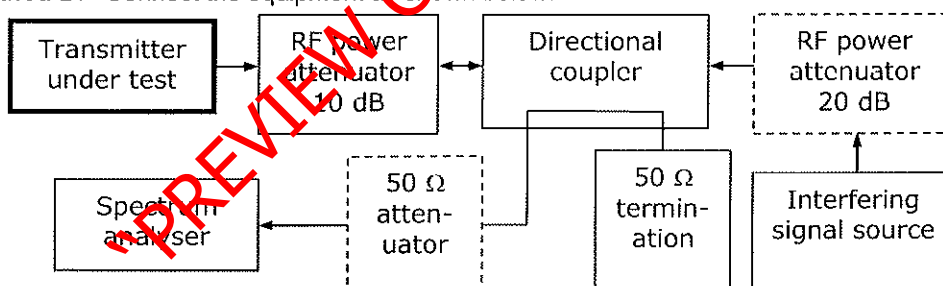 Transmitter
under test
RF power
attenuator
10 dB
Directional
coupler
RF power
attenuator
20 dB
Spectrum
analyser
50 Ω
atten-
uator
50 Ω
termin-
ation
Interfering
signal source
“PREVIEW